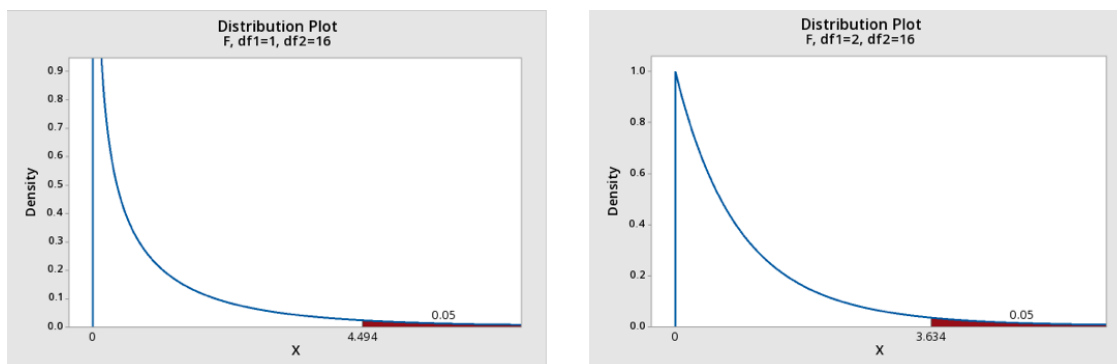 Distribution Plot
F, df1=1, df2=16
0.9
0.8
0.7
0.6
0.5
0.4
0.3
0.2
0.1
0.0
Density
0.05
0
4.494
X
Distribution Plot
F, df1=2, df2=16
1.0
0.8
0.6
0.4
0.2
0.0
Density
0.05
0
3.634
X